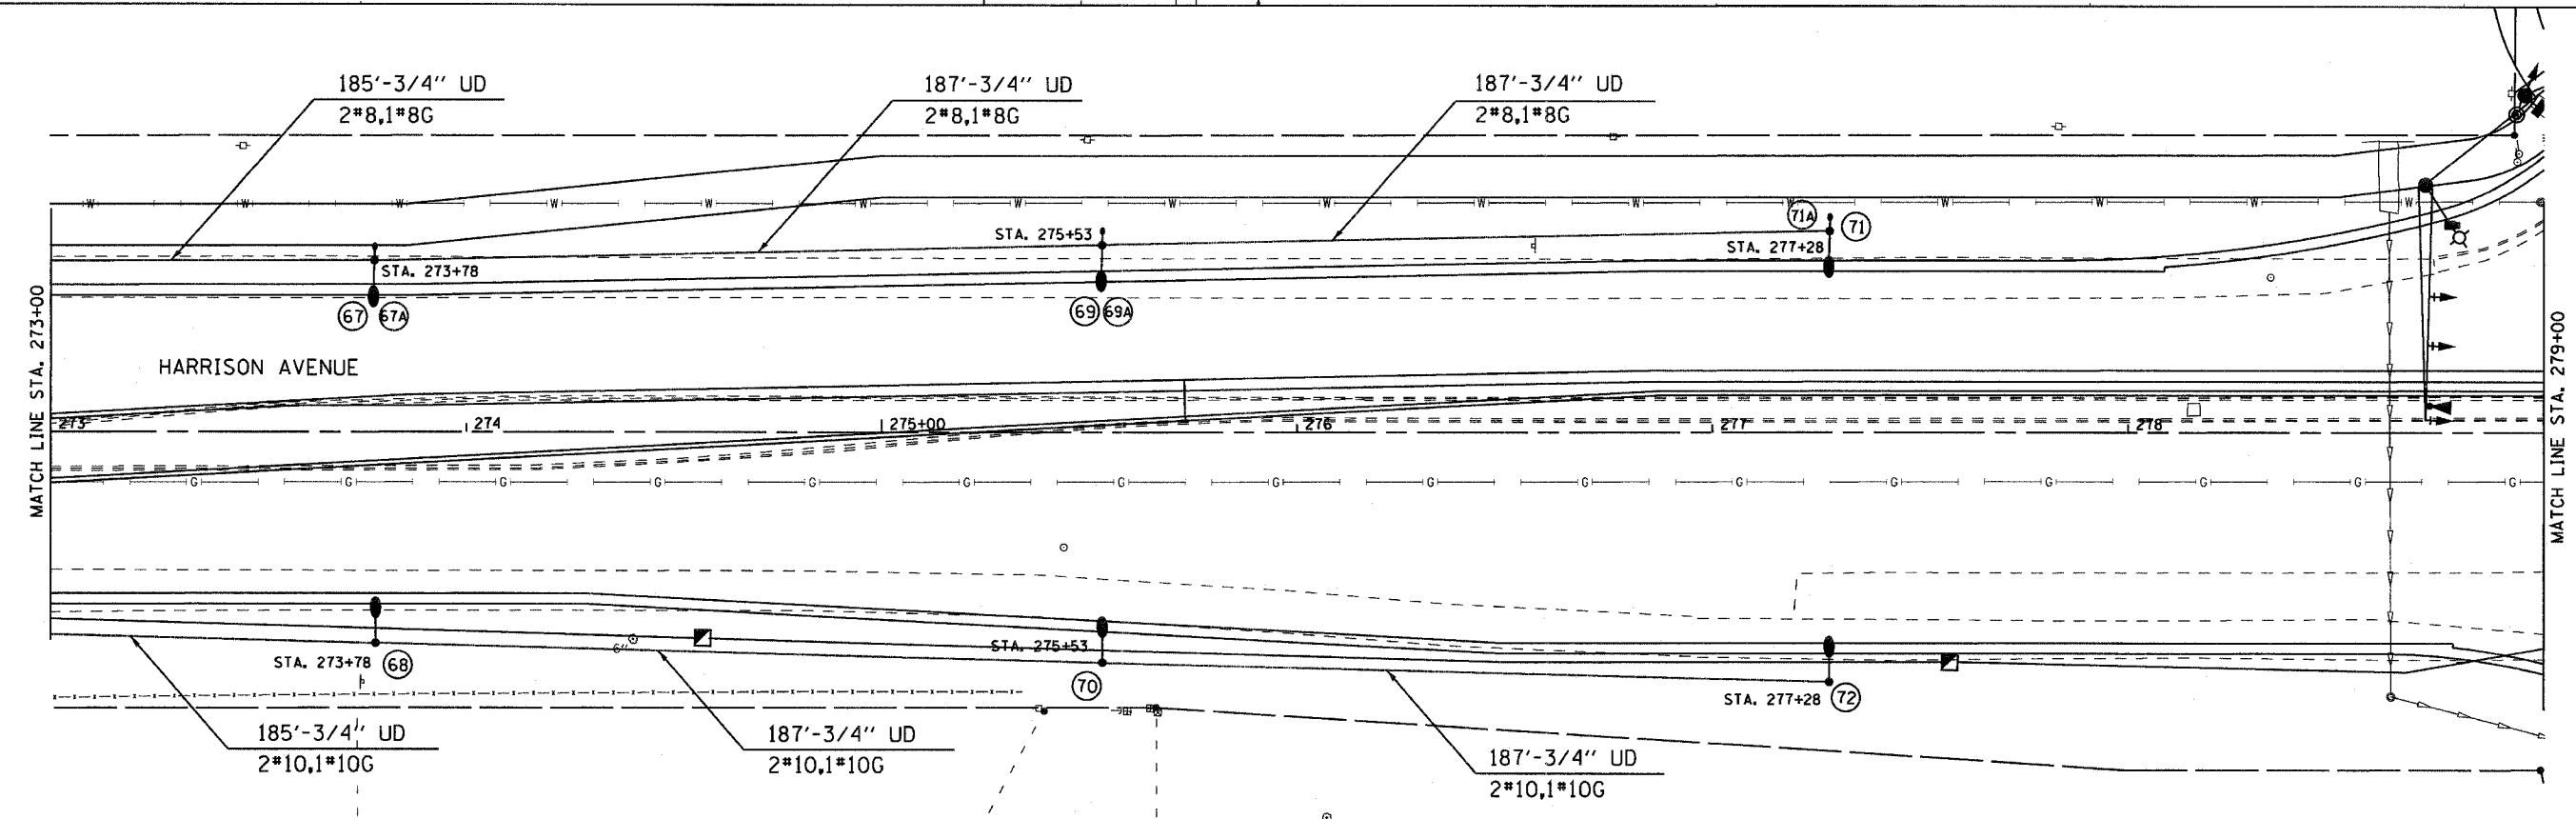 185'-3/4'' UD
2#8,1#8G
187'-3/4'' UD
2#8,1#8G
187'-3/4'' UD
2#8,1#8G
W W W W W W W W W W W W W W W W
71A 71
STA. 275+53
STA. 277+28
STA. 273+78
67 67A
69 69A
MATCH LINE STA. 273+00
HARRISON AVENUE
MATCH LINE STA. 279+00
273 274 275+00 276 277 278
G G G G G G G G G G G G G G G G
6''
STA. 273+78 68
STA. 275+53
70
STA. 277+28 72
185'-3/4'' UD
2#10,1#10G
187'-3/4'' UD
2#10,1#10G
187'-3/4'' UD
2#10,1#10G